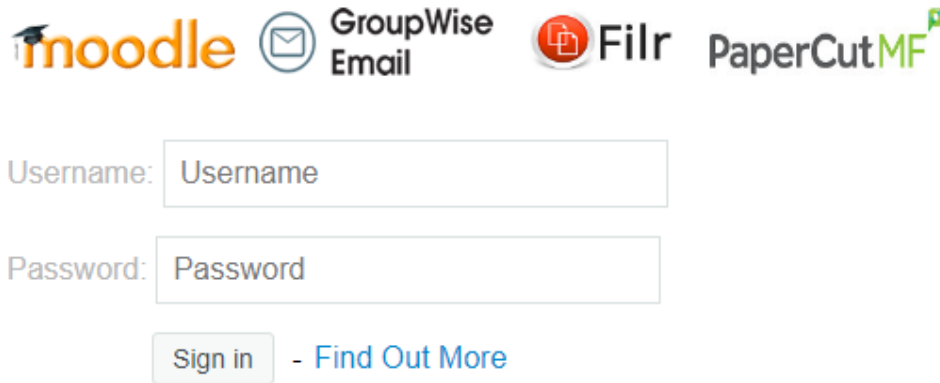 moodle GroupWise Email Filr PaperCutMF
Username: Username
Password: Password
Sign in - Find Out More